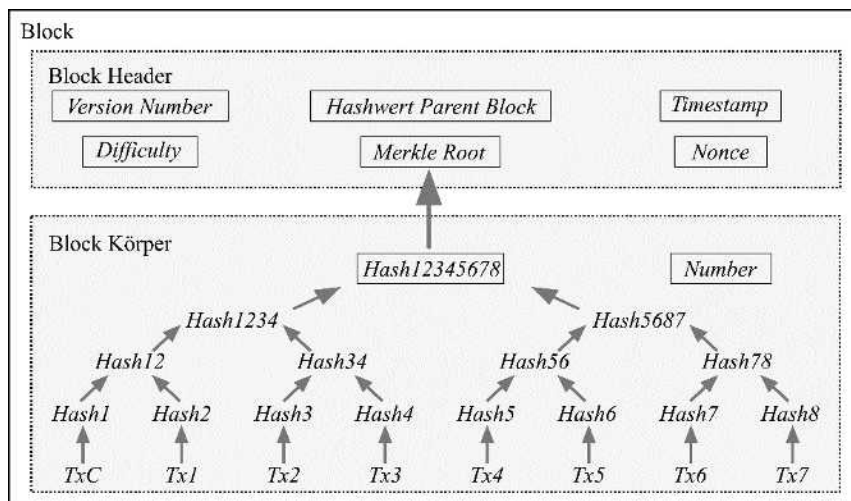 Block
Block Header
Version Number Hashwert Parent Block Timestamp
Difficulty Merkle Root Nonce
Block Körper
Hash12345678 Number
Hash1234 Hash5687
Hash12 Hash34 Hash56 Hash78
Hash1 Hash2 Hash3 Hash4 Hash5 Hash6 Hash7 Hash8
TxC Tx1 Tx2 Tx3 Tx4 Tx5 Tx6 Tx7